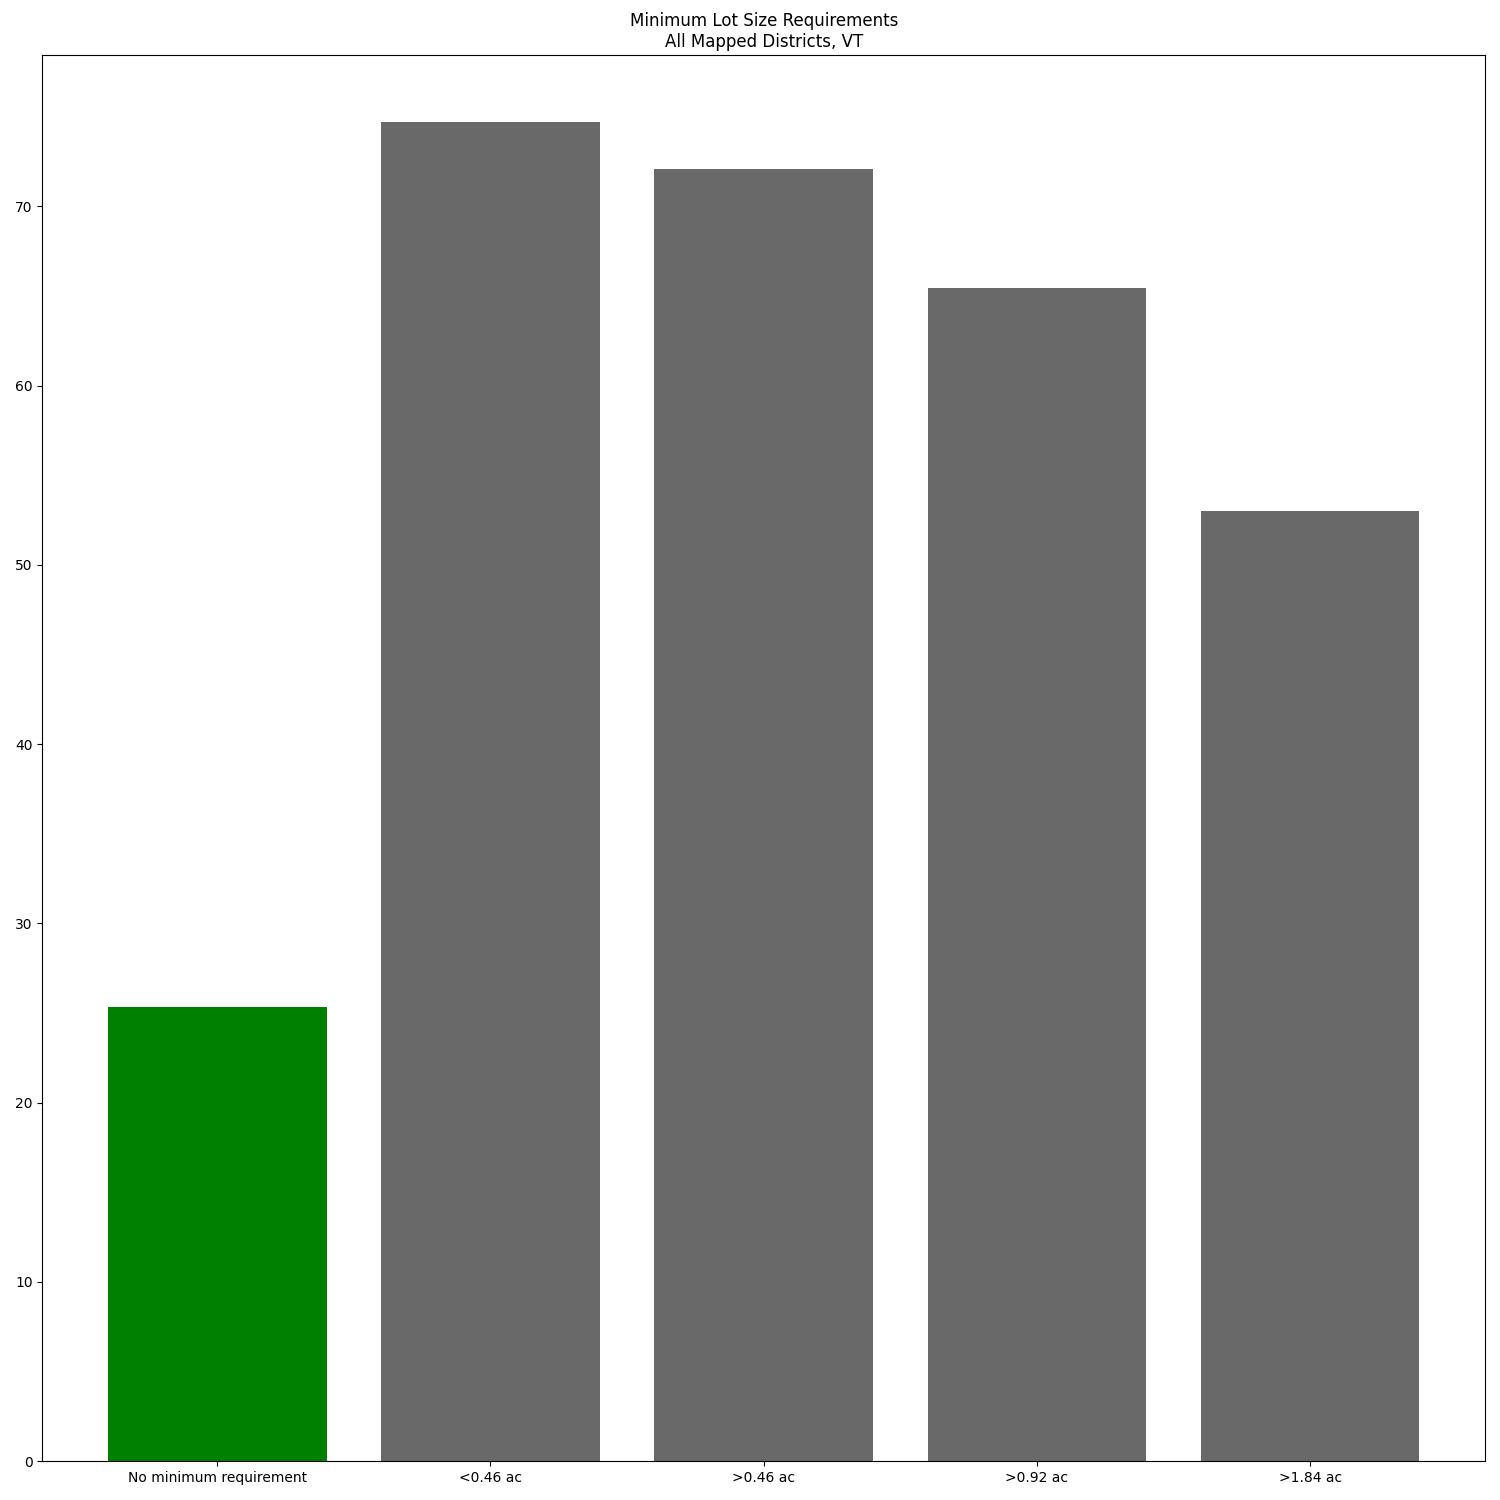 Minimum Lot Size Requirements
All Mapped Districts, VT
70
60
50
40
30
20
10
0
No minimum requirement
<0.46 ac
>0.46 ac
>0.92 ac
>1.84 ac